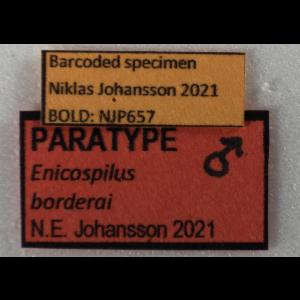 Barcoded specimen
Niklas Johansson 2021
BOLD: NJP657
PARATYPE ♂
Enicospilus
borderai
N.E. Johansson 2021